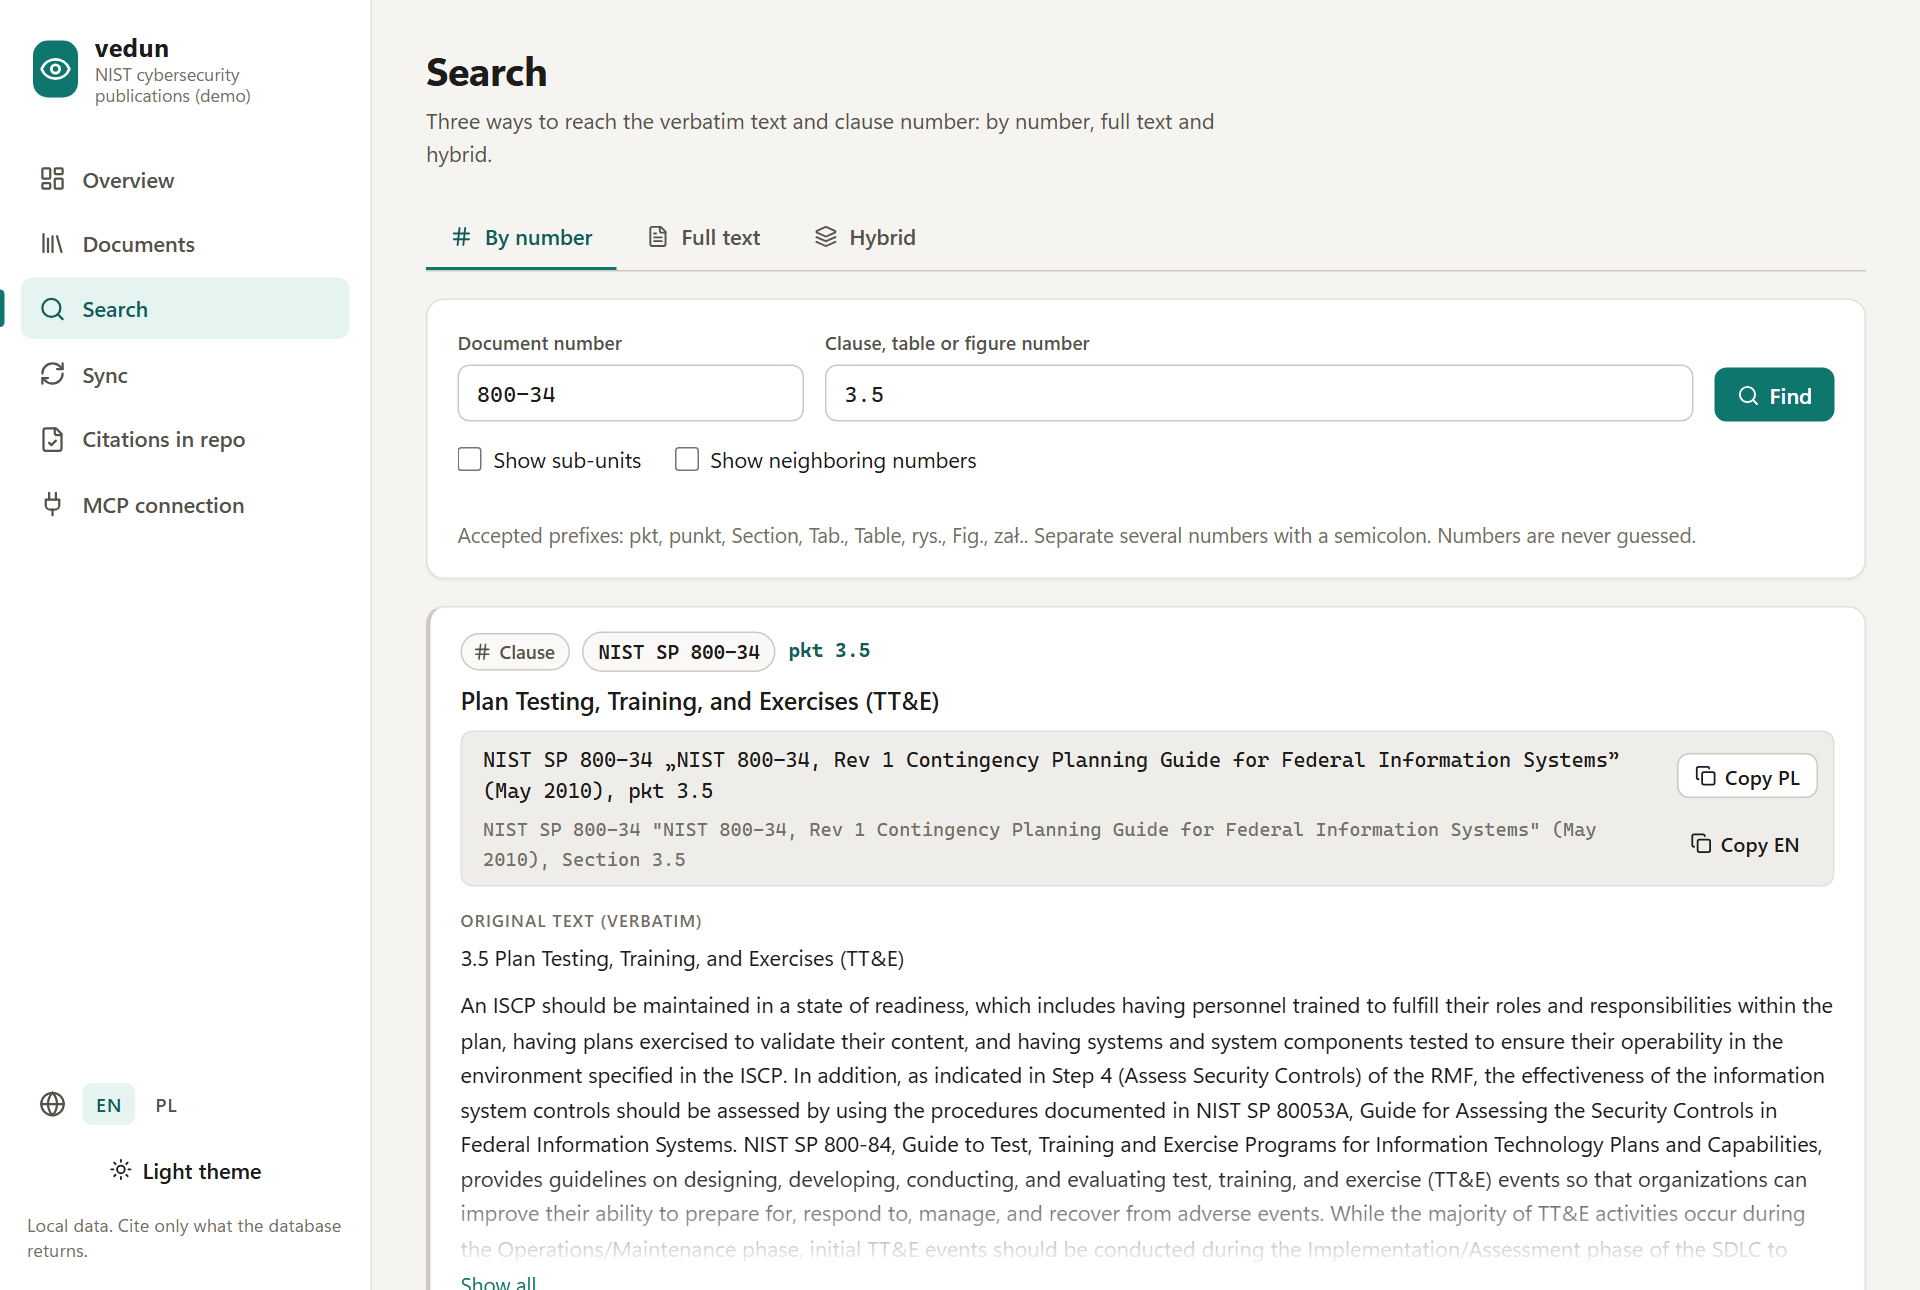 vedun
NIST cybersecurity
publications (demo)
Overview
Documents
Search
Sync
Citations in repo
MCP connection
EN PL
Light theme
Local data. Cite only what the database
returns.
Search
Three ways to reach the verbatim text and clause number: by number, full text and
hybrid.
By number Full text Hybrid
Document number Clause, table or figure number
800-34 3.5 Find
Show sub-units Show neighboring numbers
Accepted prefixes: pkt, punkt, Section, Tab., Table, rys., Fig., zał.. Separate several numbers with a semicolon. Numbers are never guessed.
# Clause NIST SP 800-34 pkt 3.5
Plan Testing, Training, and Exercises (TT&E)
NIST SP 800-34 „NIST 800-34, Rev 1 Contingency Planning Guide for Federal Information Systems”
(May 2010), pkt 3.5
Copy PL
NIST SP 800-34 "NIST 800-34, Rev 1 Contingency Planning Guide for Federal Information Systems" (May
2010), Section 3.5
Copy EN
ORIGINAL TEXT (VERBATIM)
3.5 Plan Testing, Training, and Exercises (TT&E)
An ISCP should be maintained in a state of readiness, which includes having personnel trained to fulfill their roles and responsibilities within the
plan, having plans exercised to validate their content, and having systems and system components tested to ensure their operability in the
environment specified in the ISCP. In addition, as indicated in Step 4 (Assess Security Controls) of the RMF, the effectiveness of the information
system controls should be assessed by using the procedures documented in NIST SP 80053A, Guide for Assessing the Security Controls in
Federal Information Systems. NIST SP 800-84, Guide to Test, Training and Exercise Programs for Information Technology Plans and Capabilities,
provides guidelines on designing, developing, conducting, and evaluating test, training, and exercise (TT&E) events so that organizations can
improve their ability to prepare for, respond to, manage, and recover from adverse events. While the majority of TT&E activities occur during
the Operations/Maintenance phase, initial TT&E events should be conducted during the Implementation/Assessment phase of the SDLC to
Show all